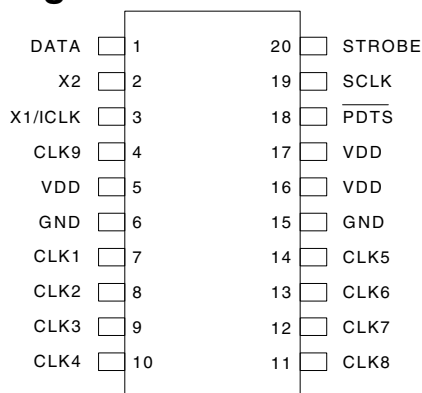 DATA 1 20 STROBE
X2 2 19 SCLK
X1/ICLK 3 18 PDTS
CLK9 4 17 VDD
VDD 5 16 VDD
GND 6 15 GND
CLK1 7 14 CLK5
CLK2 8 13 CLK6
CLK3 9 12 CLK7
CLK4 10 11 CLK8